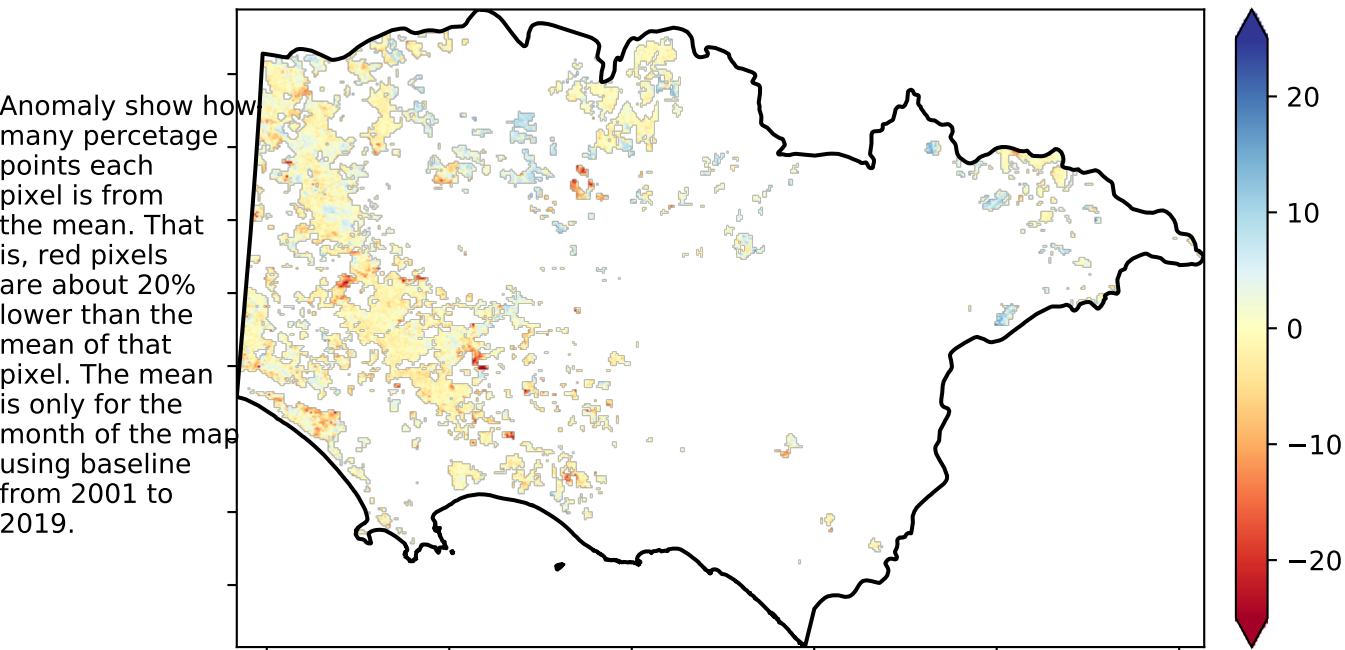 Anomaly show how
many percetage
points each
pixel is from
the mean. That
is, red pixels
are about 20%
lower than the
mean of that
pixel. The mean
is only for the
month of the map
using baseline
from 2001 to
2019.
20
10
0
−10
−20